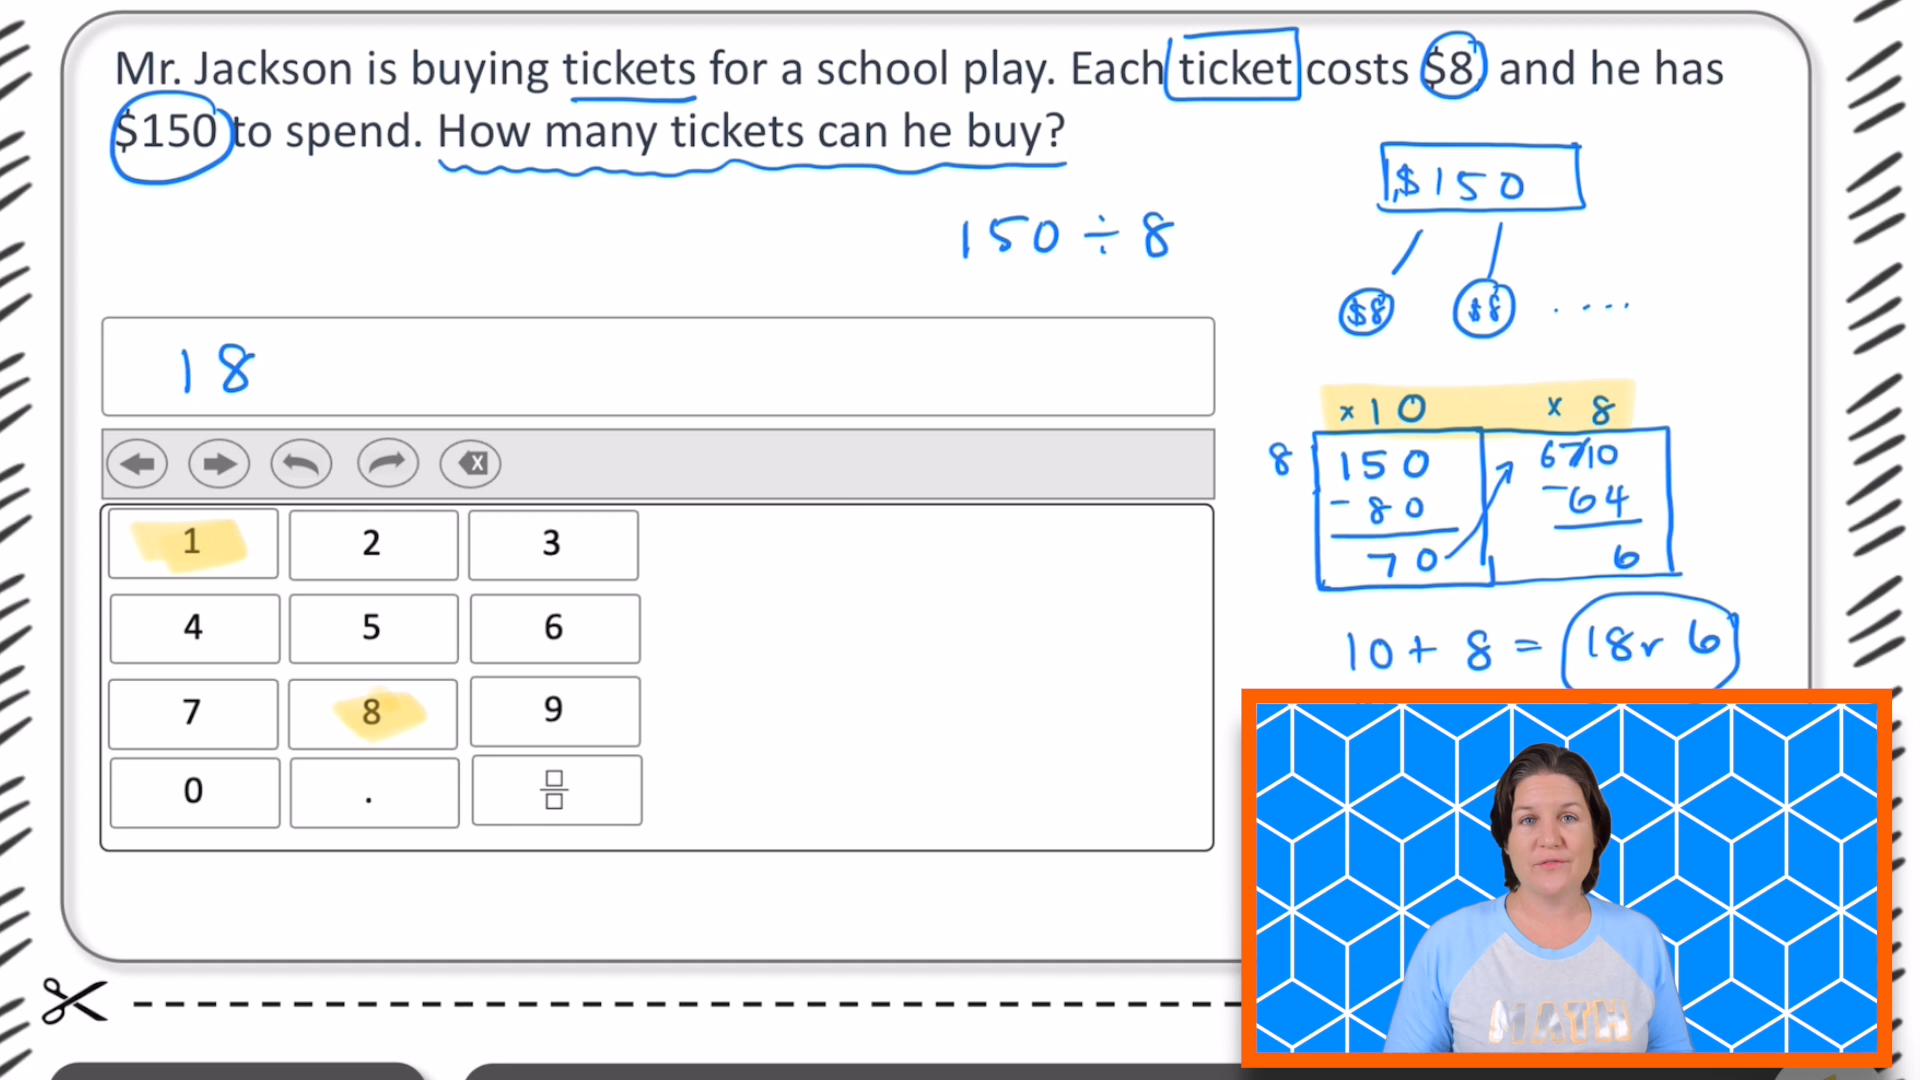 Mr. Jackson is buying tickets for a school play. Each ticket costs $8, and he has
$150 to spend. How many tickets can he buy?
$150
150 ÷ 8
$8 $8 . . . . .
18
×10 × 8
8 150 6710
-80 -64
70 6
10 + 8 = 18r 6
X
1 2 3
4 5 6
7 8 9
0 .
MATH